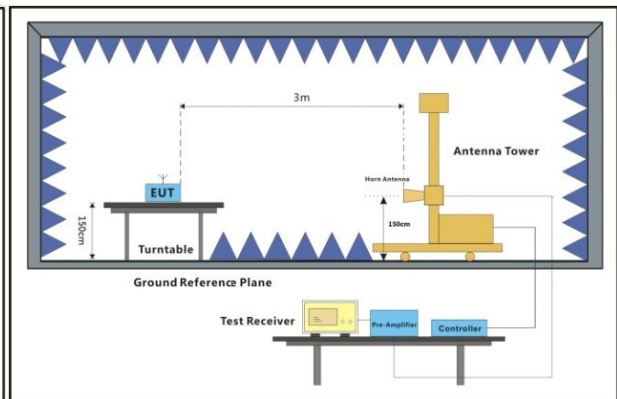 3m
Antenna Tower
Horn Antenna
EUT
150cm
150cm
Turntable
Ground Reference Plane
Test Receiver
Pre-Amplifier
Controller